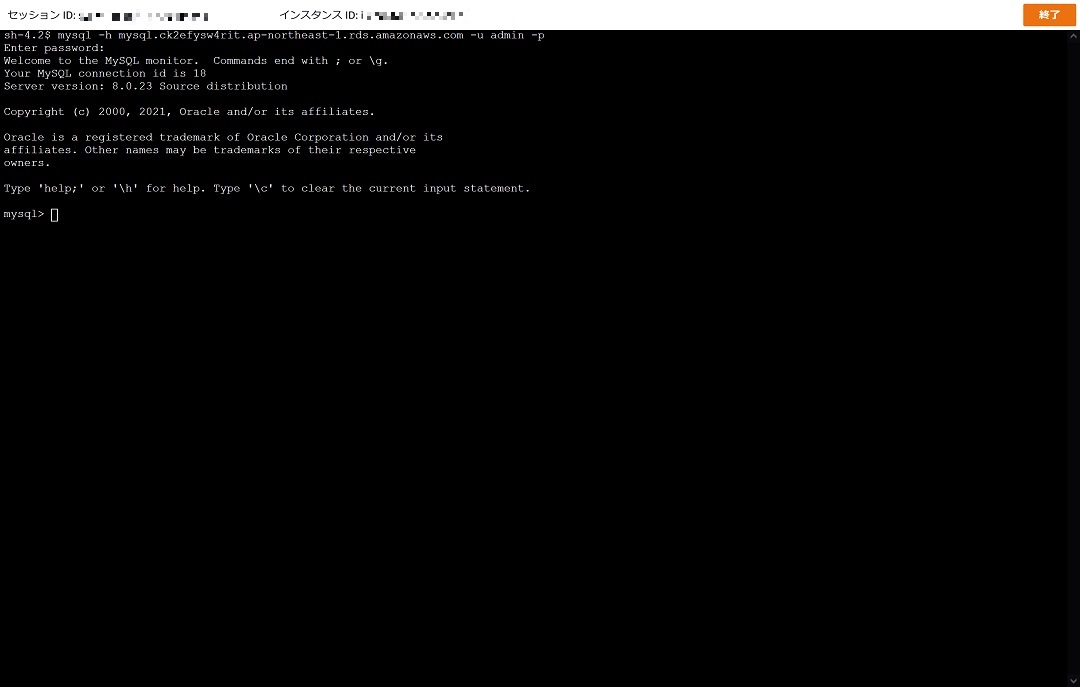 セッション ID:
インスタンス ID: i
終了
sh-4.2$ mysql -h mysql.ck2efysw4rit.ap-northeast-1.rds.amazonaws.com -u admin -p
Enter password:
Welcome to the MySQL monitor.  Commands end with ; or \g.
Your MySQL connection id is 18
Server version: 8.0.23 Source distribution
Copyright (c) 2000, 2021, Oracle and/or its affiliates.
Oracle is a registered trademark of Oracle Corporation and/or its
affiliates. Other names may be trademarks of their respective
owners.
Type 'help;' or '\h' for help. Type '\c' to clear the current input statement.
mysql>